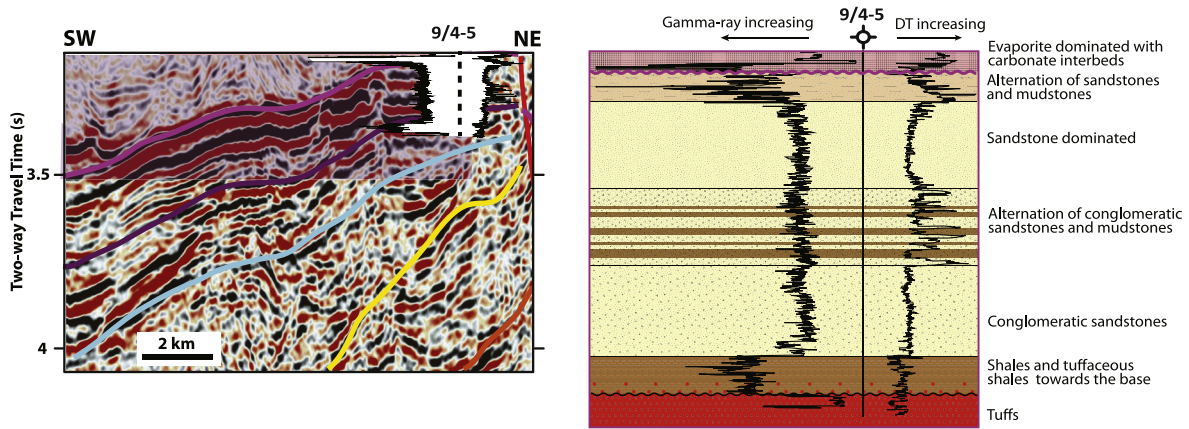 SW
9/4-5
NE
Two-way Travel Time (s)
3.5
4
2 km
Gamma-ray increasing
9/4-5
DT increasing
Evaporite dominated with
carbonate interbeds
Alternation of sandstones
and mudstones
Sandstone dominated
Alternation of conglomeratic
sandstones and mudstones
Conglomeratic sandstones
Shales and tuffaceous
shales towards the base
Tuffs